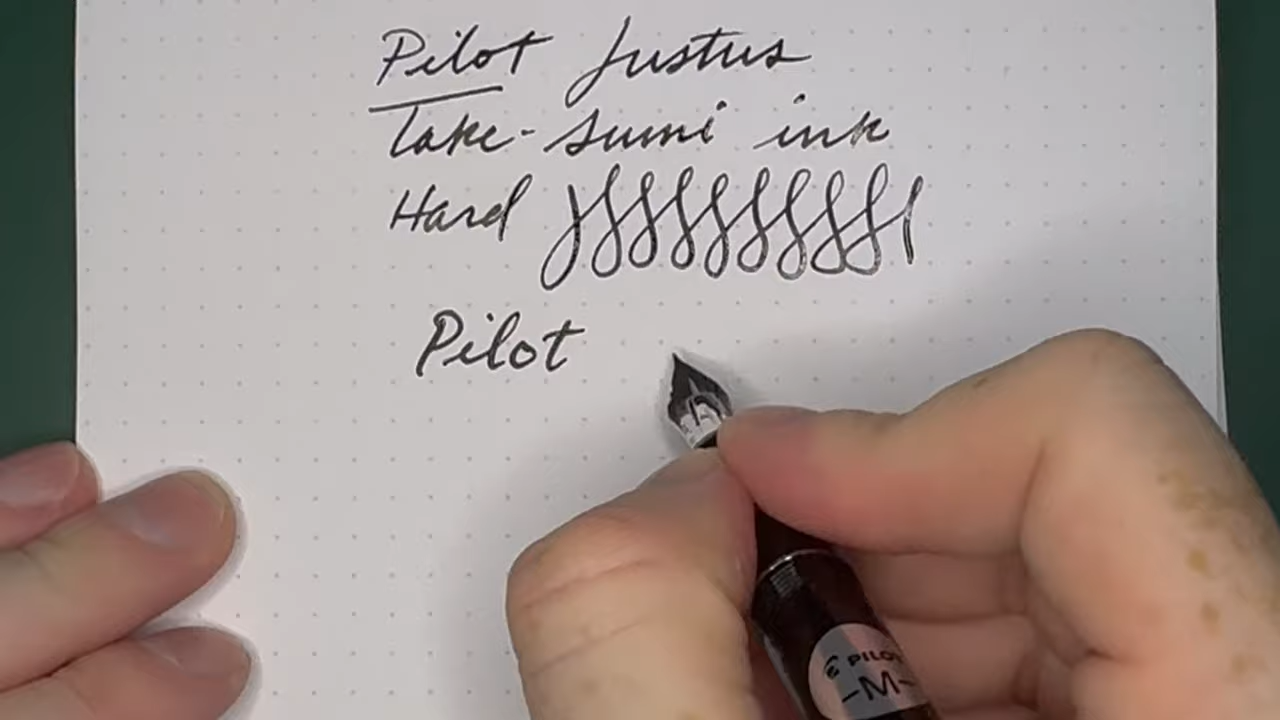 Pilot Justus
Take-sumi ink
Hard
Pilot
PILOT
-M-